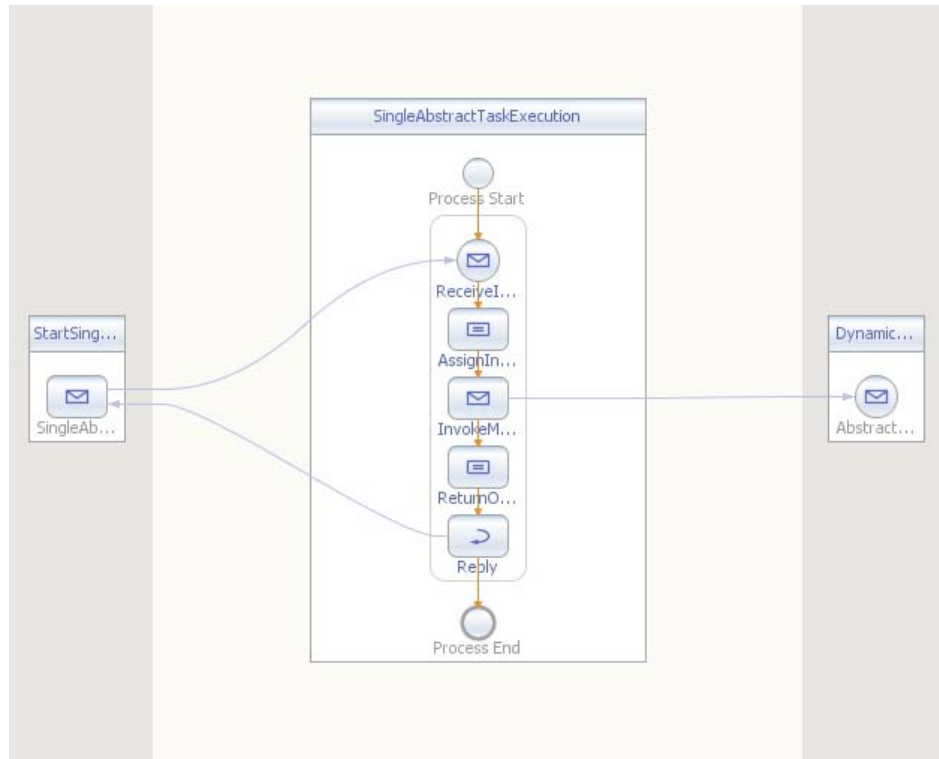 SingleAbstractTaskExecution
Process Start
ReceiveI...
StartSing...
Dynamic...
AssignIn...
SingleAb...
InvokeM...
Abstract...
ReturnO...
Reply
Process End